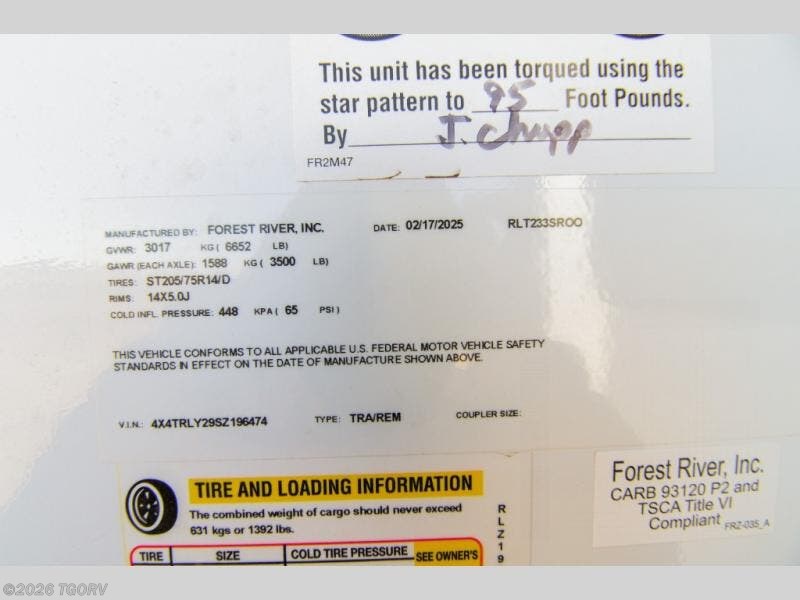 This unit has been torqued using the
star pattern to 95 Foot Pounds.
By J. Chupp
FR2M47
MANUFACTURED BY: FOREST RIVER, INC. DATE: 02/17/2025 RLT233SROO
GVWR: 3017 KG ( 6652 LB)
GAWR (EACH AXLE): 1588 KG ( 3500 LB)
TIRES: ST205/75R14/D
RIMS: 14X5.0J
COLD INFL. PRESSURE: 448 KPA ( 65 PSI )
THIS VEHICLE CONFORMS TO ALL APPLICABLE U.S. FEDERAL MOTOR VEHICLE SAFETY
STANDARDS IN EFFECT ON THE DATE OF MANUFACTURE SHOWN ABOVE.
V.I.N.: 4X4TRLY29SZ196474 TYPE: TRA/REM COUPLER SIZE:
TIRE AND LOADING INFORMATION
The combined weight of cargo should never exceed
631 kgs or 1392 lbs.
TIRE SIZE COLD TIRE PRESSURE SEE OWNER'S
RLZ19
Forest River, Inc.
CARB 93120 P2 and
TSCA Title VI
Compliant FRZ-035_A
©2026 TGORV